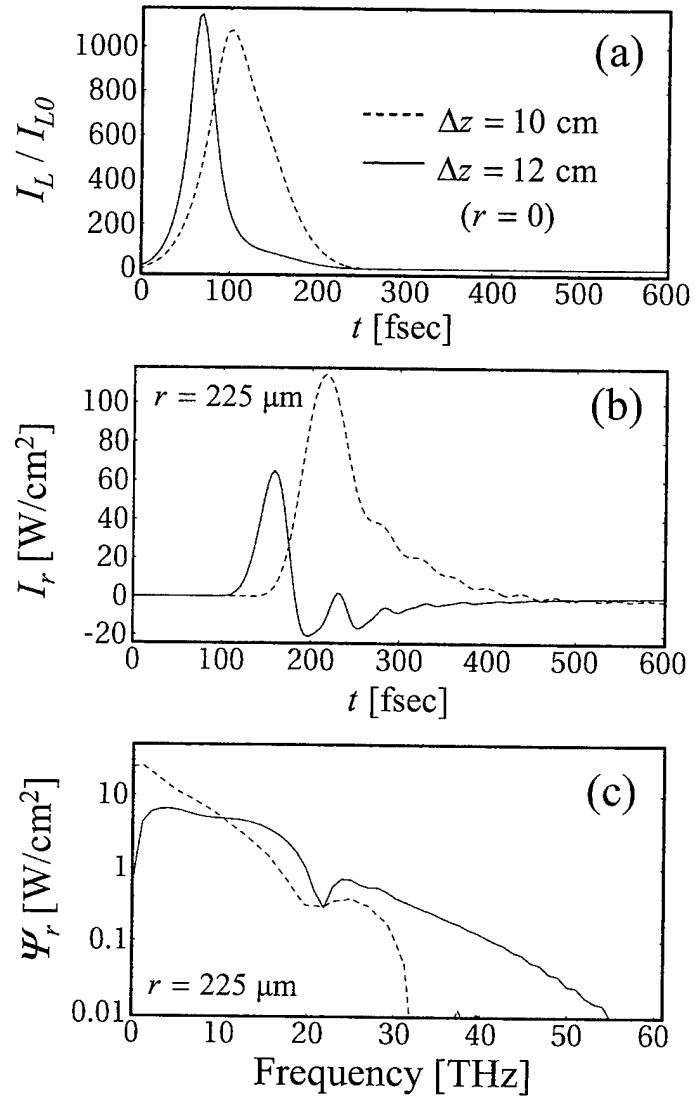 (a)
I_L / I_{L0}
1000
800
600
400
200
0
Δz = 10 cm
Δz = 12 cm
(r = 0)
0 100 200 300 400 500 600
t [fsec]
(b)
r = 225 μm
I_r [W/cm²]
100
80
60
40
20
0
-20
0 100 200 300 400 500 600
t [fsec]
(c)
Ψ_r [W/cm²]
10
1
0.1
0.01
r = 225 μm
0 10 20 30 40 50 60
Frequency [THz]